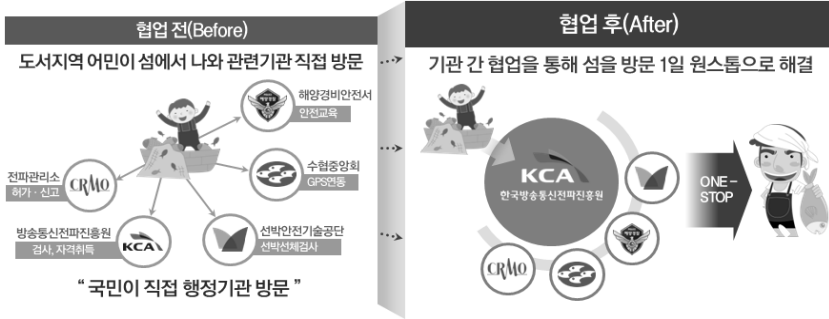 협업 전(Before)
도서지역 어민이 섬에서 나와 관련기관 직접 방문
해양경비안전서
안전교육
전파관리소
허가 · 신고
CRMO
수협중앙회
GPS연동
방송통신전파진흥원
검사, 자격취득
KCA
선박안전기술공단
선박선체검사
“ 국민이 직접 행정기관 방문 ”
협업 후(After)
기관 간 협업을 통해 섬을 방문 1일 원스톱으로 해결
KCA
한국방송통신전파진흥원
CRMO
ONE –
STOP